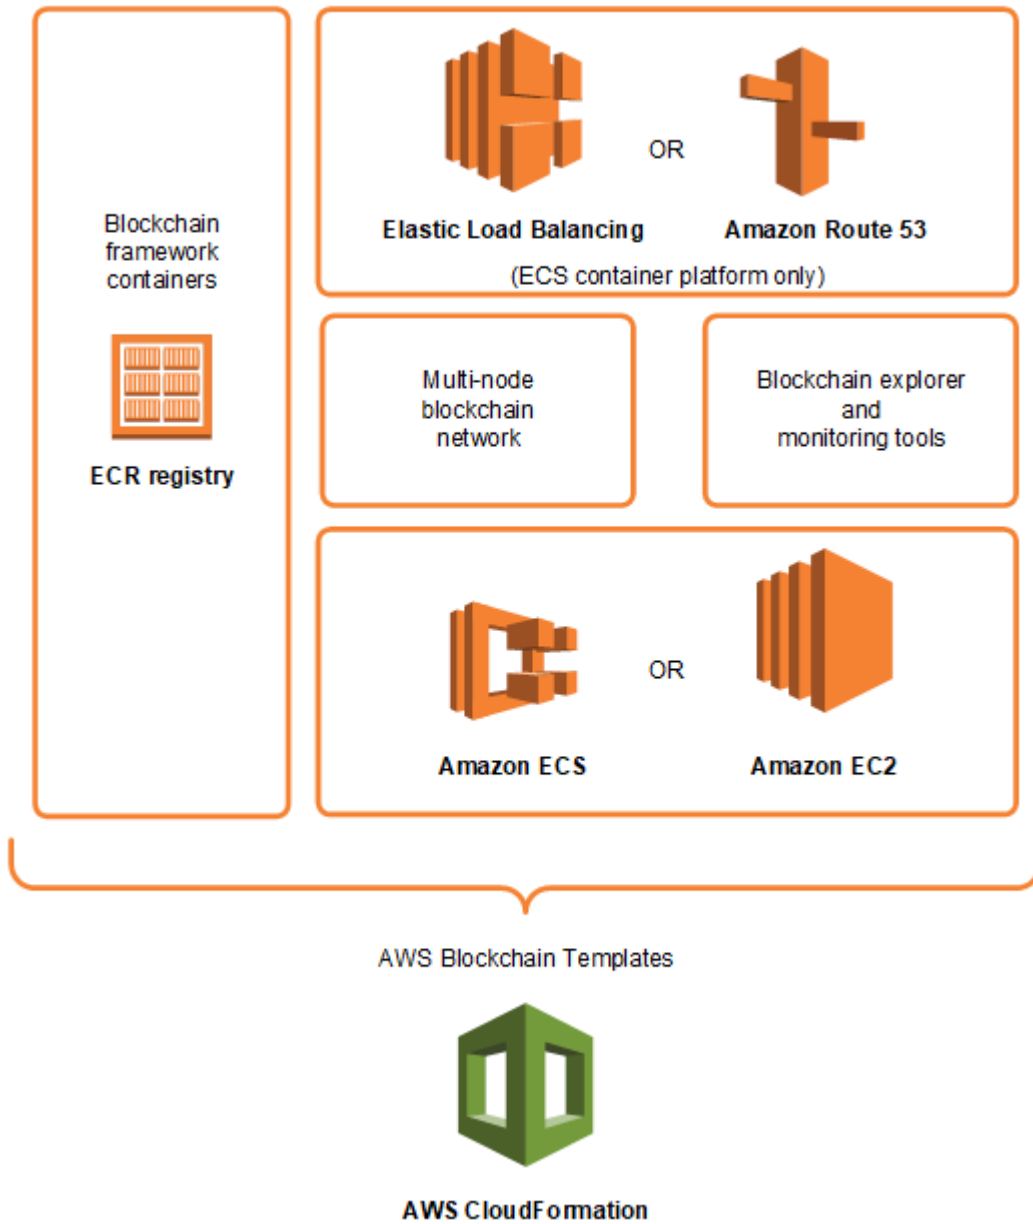 Blockchain
framework
containers
ECR registry
OR
Elastic Load Balancing
Amazon Route 53
(ECS container platform only)
Multi-node
blockchain
network
Blockchain explorer
and
monitoring tools
OR
Amazon ECS
Amazon EC2
AWS Blockchain Templates
AWS CloudFormation